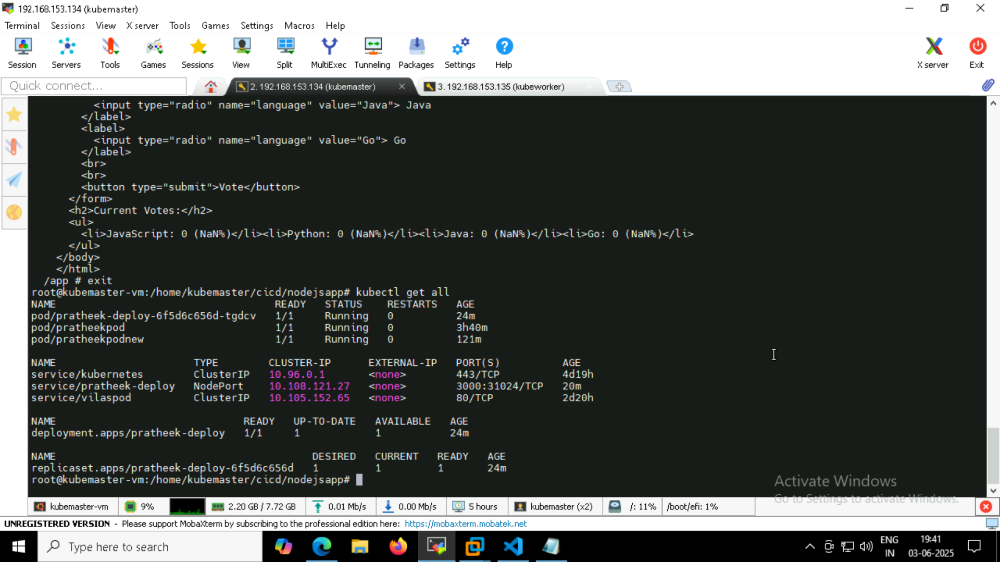 192.168.153.134 (kubemaster)
Terminal Sessions View X server Tools Games Settings Macros Help
Session Servers Tools Games Sessions View Split MultiExec Tunneling Packages Settings Help X server Exit
Quick connect... 2. 192.168.153.134 (kubemaster) 3. 192.168.153.135 (kubeworker)
<input type="radio" name="language" value="Java"> Java
</label>
<label>
<input type="radio" name="language" value="Go"> Go
</label>
<br>
<br>
<button type="submit">Vote</button>
</form>
<h2>Current Votes:</h2>
<ul>
<li>JavaScript: 0 (NaN%)</li><li>Python: 0 (NaN%)</li><li>Java: 0 (NaN%)</li><li>Go: 0 (NaN%)</li>
</ul>
</body>
</html>
/app # exit
root@kubemaster-vm:/home/kubemaster/cicd/nodejsapp# kubectl get all
NAME READY STATUS RESTARTS AGE
pod/pratheek-deploy-6f5d6c656d-tgdcv 1/1 Running 0 24m
pod/pratheekpod 1/1 Running 0 3h40m
pod/pratheekpodnew 1/1 Running 0 121m
NAME TYPE CLUSTER-IP EXTERNAL-IP PORT(S) AGE
service/kubernetes ClusterIP 10.96.0.1 <none> 443/TCP 4d19h
service/pratheek-deploy NodePort 10.108.121.27 <none> 3000:31024/TCP 20m
service/vilaspod ClusterIP 10.105.152.65 <none> 80/TCP 2d20h
NAME READY UP-TO-DATE AVAILABLE AGE
deployment.apps/pratheek-deploy 1/1 1 1 24m
NAME DESIRED CURRENT READY AGE
replicaset.apps/pratheek-deploy-6f5d6c656d 1 1 1 24m
root@kubemaster-vm:/home/kubemaster/cicd/nodejsapp#
Activate Windows
Go to Settings to activate Windows.
kubemaster-vm 9% 2.20 GB / 7.72 GB 0.01 Mb/s 0.00 Mb/s 5 hours kubemaster (x2) /: 11% /boot/efi: 1%
UNREGISTERED VERSION - Please support MobaXterm by subscribing to the professional edition here: https://mobaxterm.mobatek.net
Type here to search
ENG 19:41
IN 03-06-2025